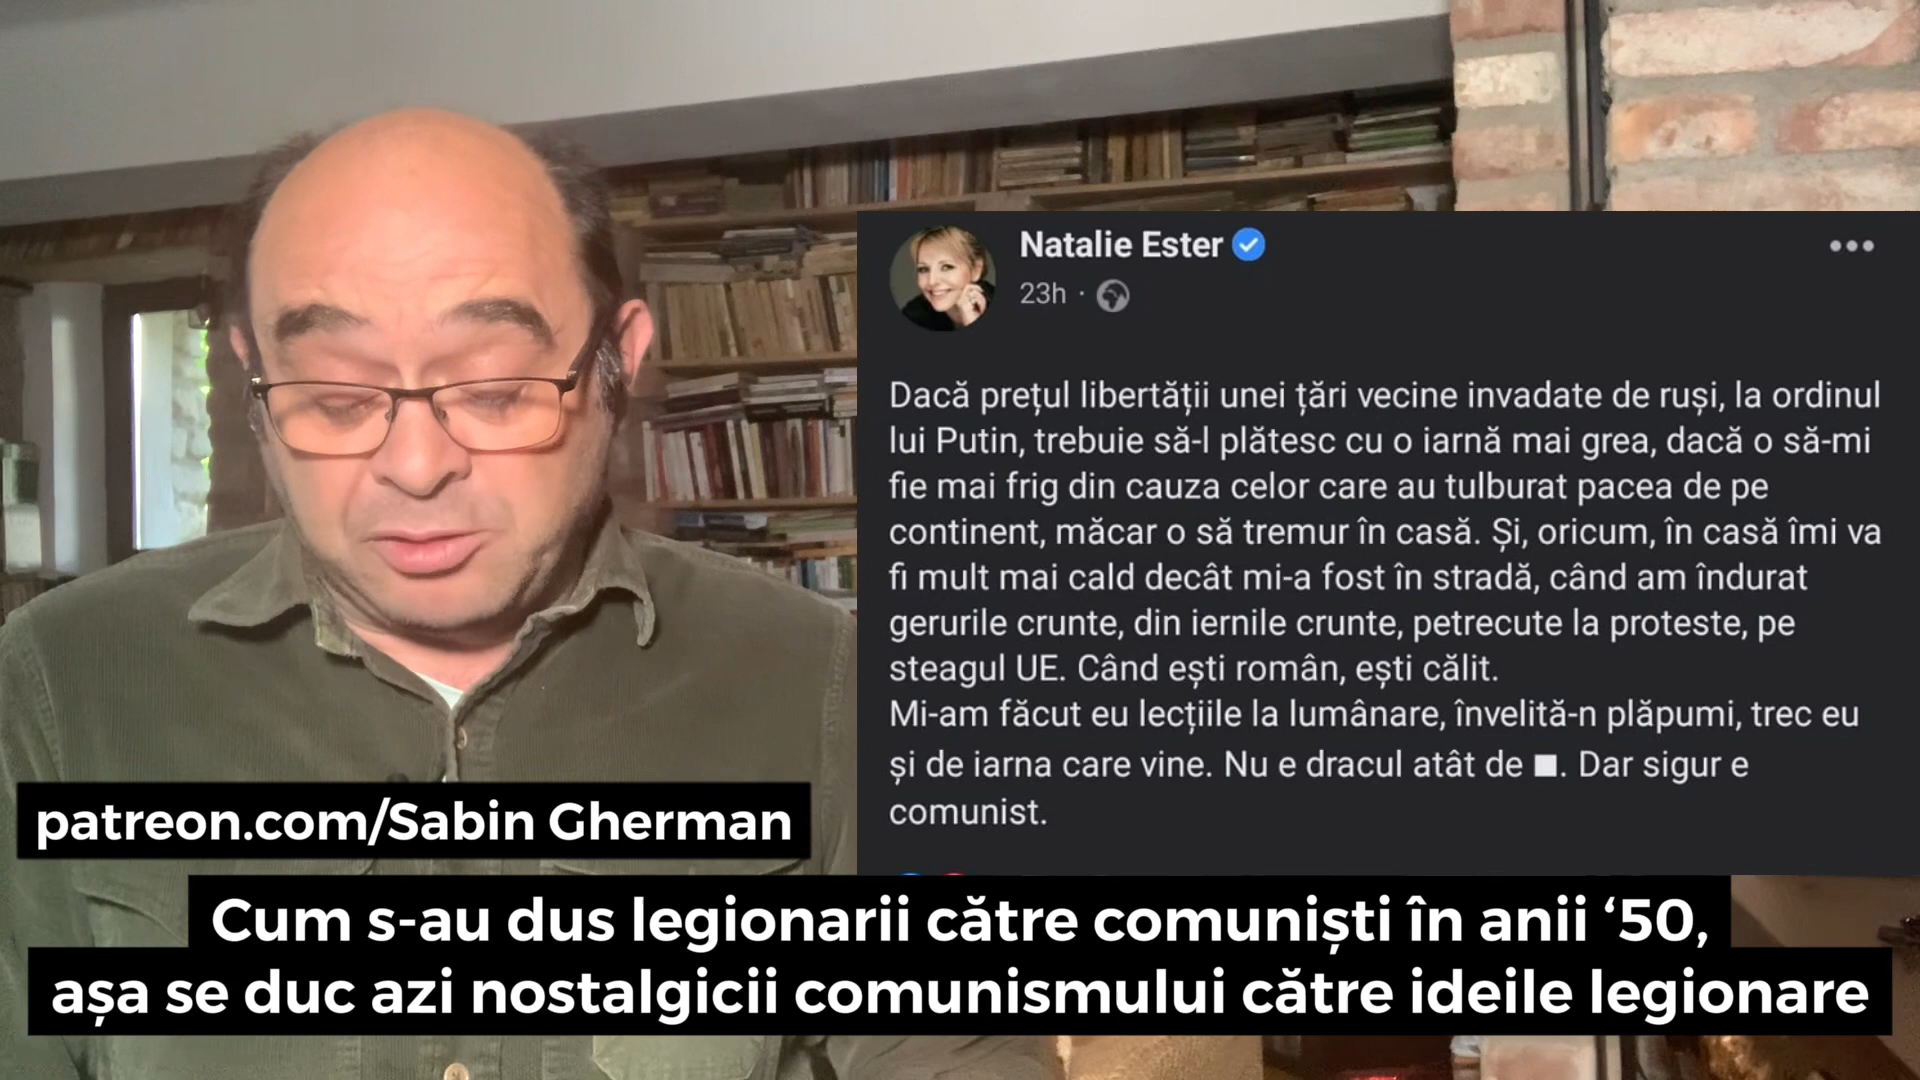 Natalie Ester
23h ·
Dacă prețul libertății unei țări vecine invadate de ruși, la ordinul
lui Putin, trebuie să-l plătesc cu o iarnă mai grea, dacă o să-mi
fie mai frig din cauza celor care au tulburat pacea de pe
continent, măcar o să tremur în casă. Și, oricum, în casă îmi va
fi mult mai cald decât mi-a fost în stradă, când am îndurat
gerurile crunte, din iernile crunte, petrecute la proteste, pe
steagul UE. Când ești român, ești călit.
Mi-am făcut eu lecțiile la lumânare, învelită-n plăpumi, trec eu
și de iarna care vine. Nu e dracul atât de ◼. Dar sigur e
comunist.
patreon.com/Sabin Gherman
Cum s-au dus legionarii către comuniști în anii ‘50,
așa se duc azi nostalgicii comunismului către ideile legionare